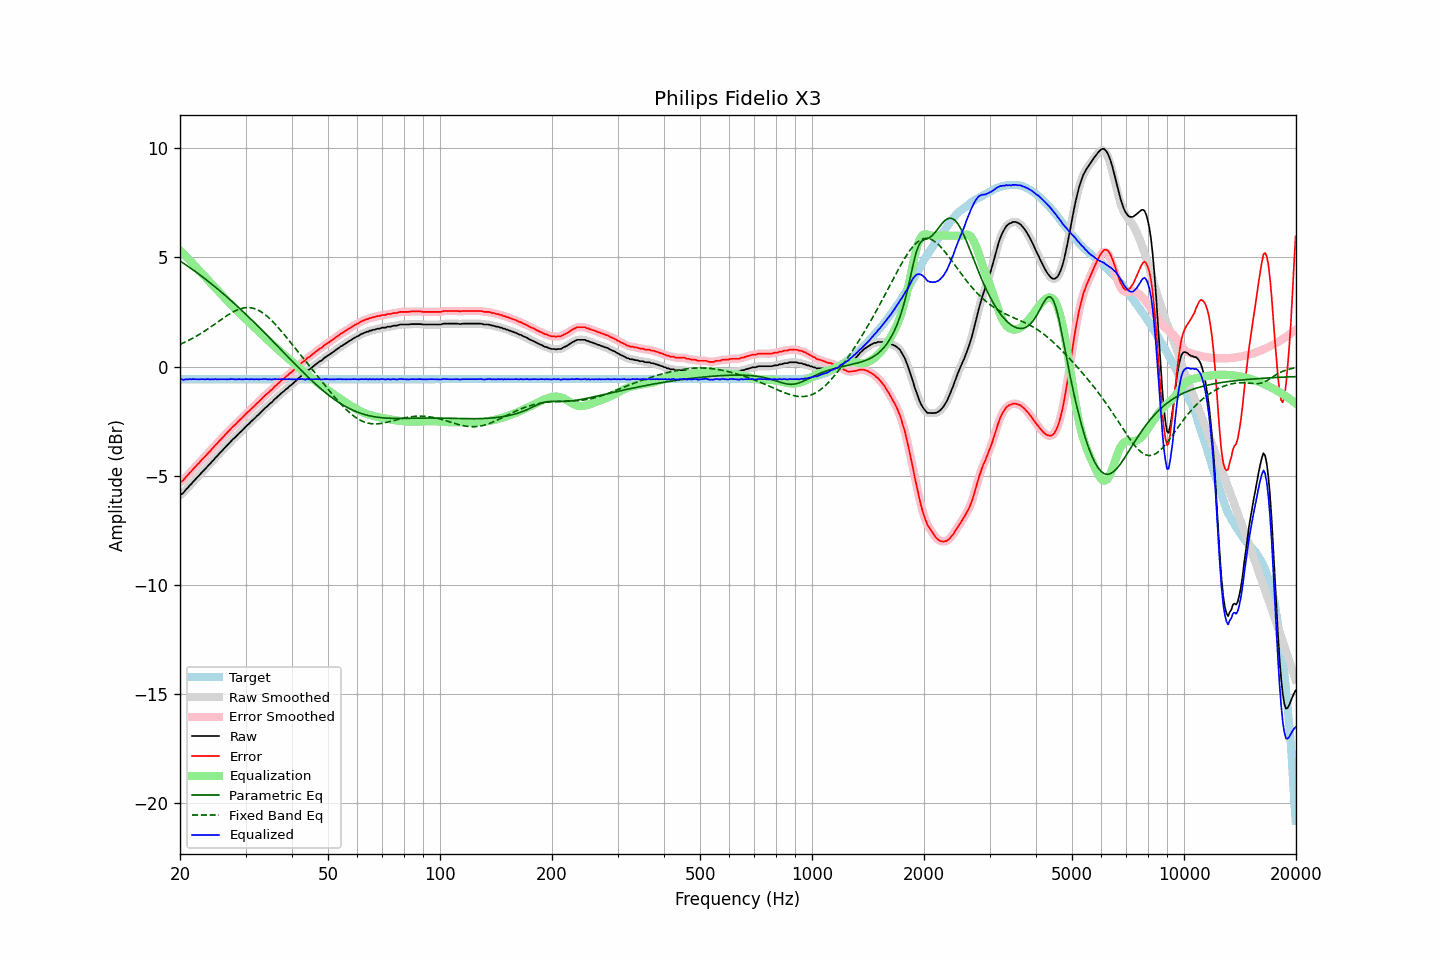 Philips Fidelio X3
Amplitude (dBr)
10
5
0
−5
−10
−15
−20
Target
Raw Smoothed
Error Smoothed
Raw
Error
Equalization
Parametric Eq
Fixed Band Eq
Equalized
20 50 100 200 500 1000 2000 5000 10000 20000
Frequency (Hz)